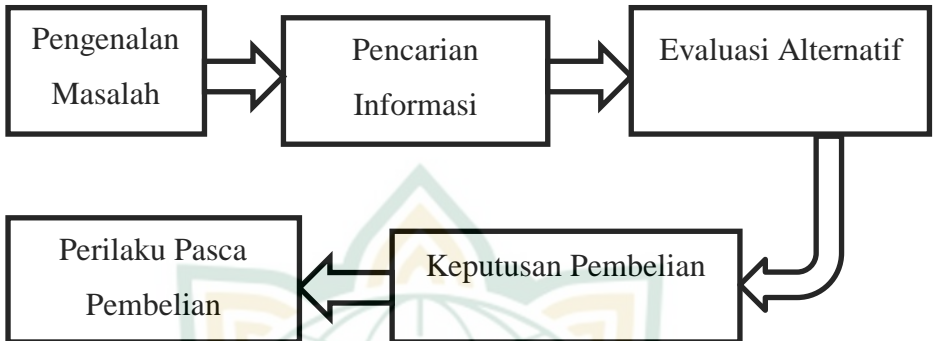 Pengenalan
Masalah
Pencarian
Informasi
Evaluasi Alternatif
Keputusan Pembelian
Perilaku Pasca
Pembelian